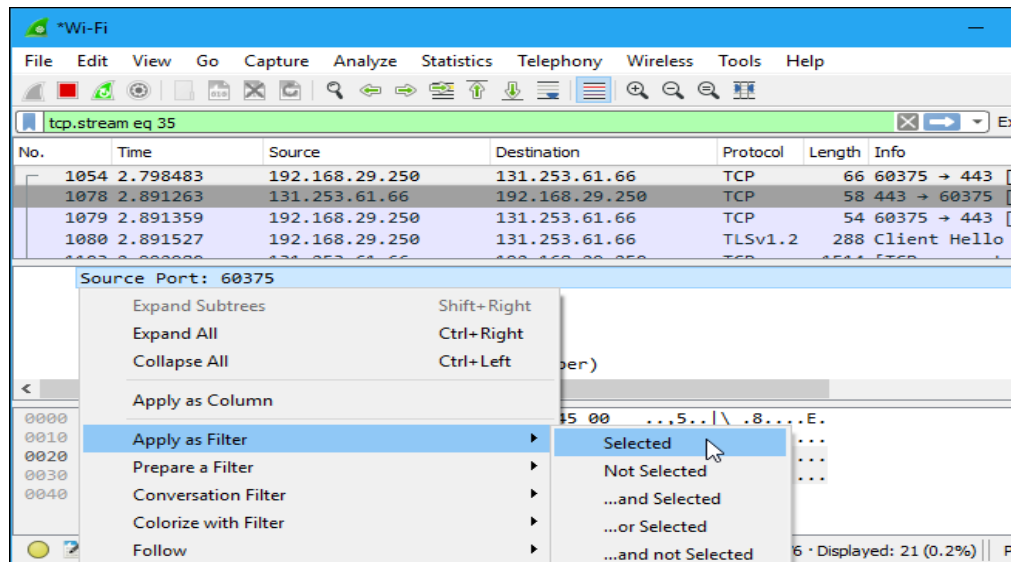 *Wi-Fi
File Edit View Go Capture Analyze Statistics Telephony Wireless Tools Help
tcp.stream eq 35
No. Time Source Destination Protocol Length Info
1054 2.798483 192.168.29.250 131.253.61.66 TCP 66 60375 → 443 [
1078 2.891263 131.253.61.66 192.168.29.250 TCP 58 443 → 60375 [
1079 2.891359 192.168.29.250 131.253.61.66 TCP 54 60375 → 443 [
1080 2.891527 192.168.29.250 131.253.61.66 TLSv1.2 288 Client Hello
Source Port: 60375
Expand Subtrees Shift+Right
Expand All Ctrl+Right
Collapse All Ctrl+Left
Apply as Column
0000 45 00 ..,5..|\ .8....E.
0010 ...
0020 ...
0030 ...
0040
Apply as Filter
Prepare a Filter
Conversation Filter
Colorize with Filter
Follow
Selected
Not Selected
...and Selected
...or Selected
...and not Selected
Displayed: 21 (0.2%)